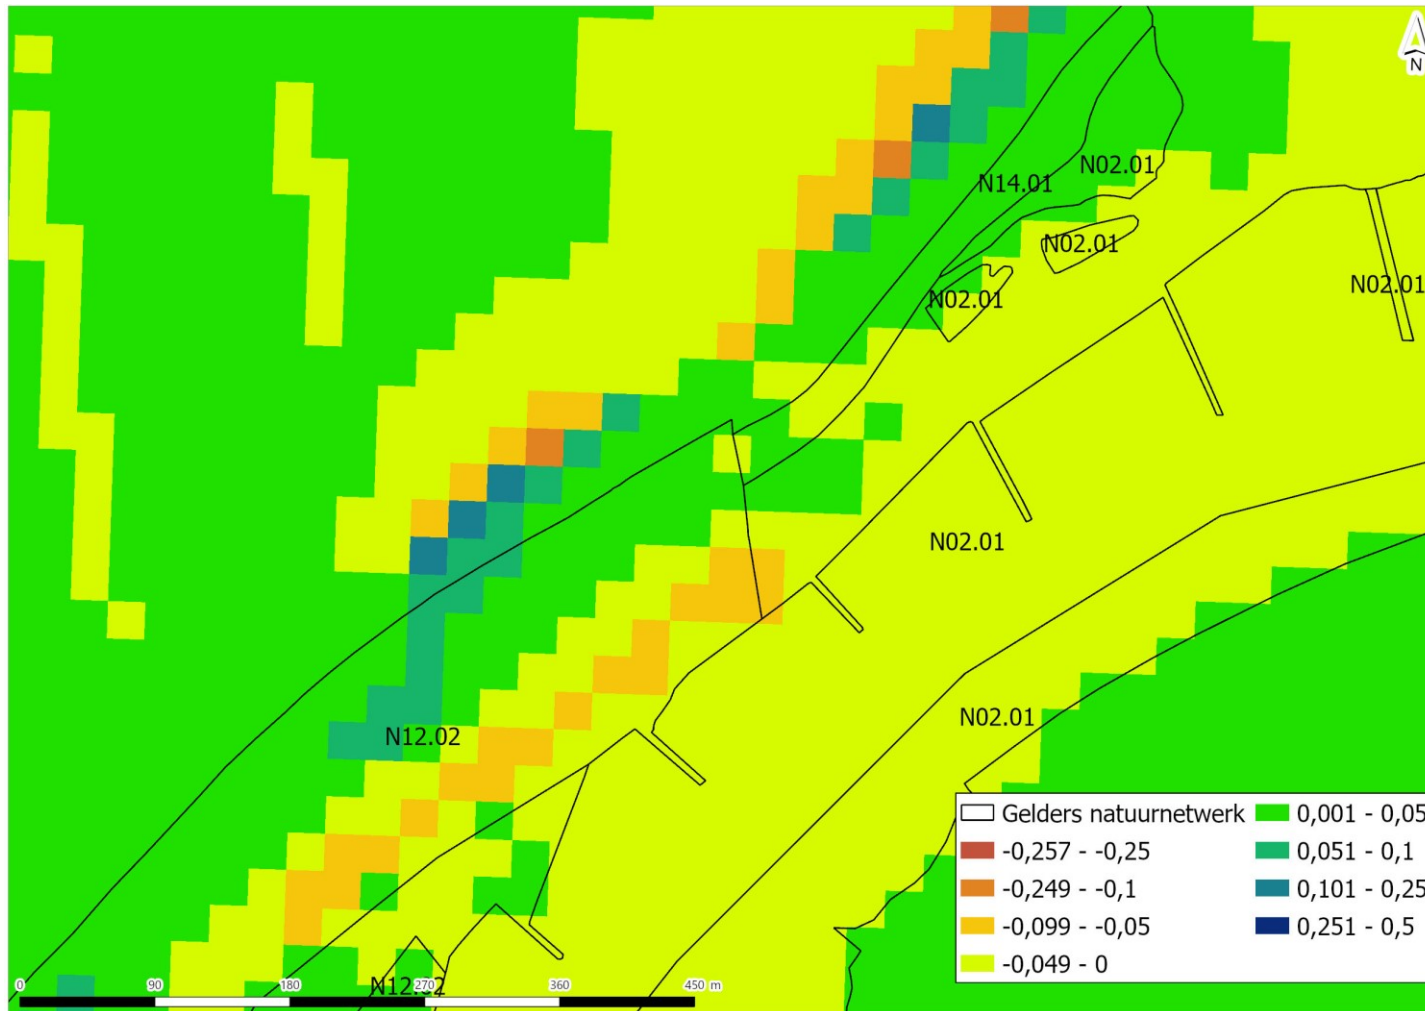 N
N02.01
N14.01
N02.01
N02.01
N02.01
N02.01
N02.01
N12.02
N12.02
Gelders natuurnetwerk
-0,257 - -0,25
-0,249 - -0,1
-0,099 - -0,05
-0,049 - 0
0,001 - 0,05
0,051 - 0,1
0,101 - 0,25
0,251 - 0,5
0 90 180 270 360 450 m